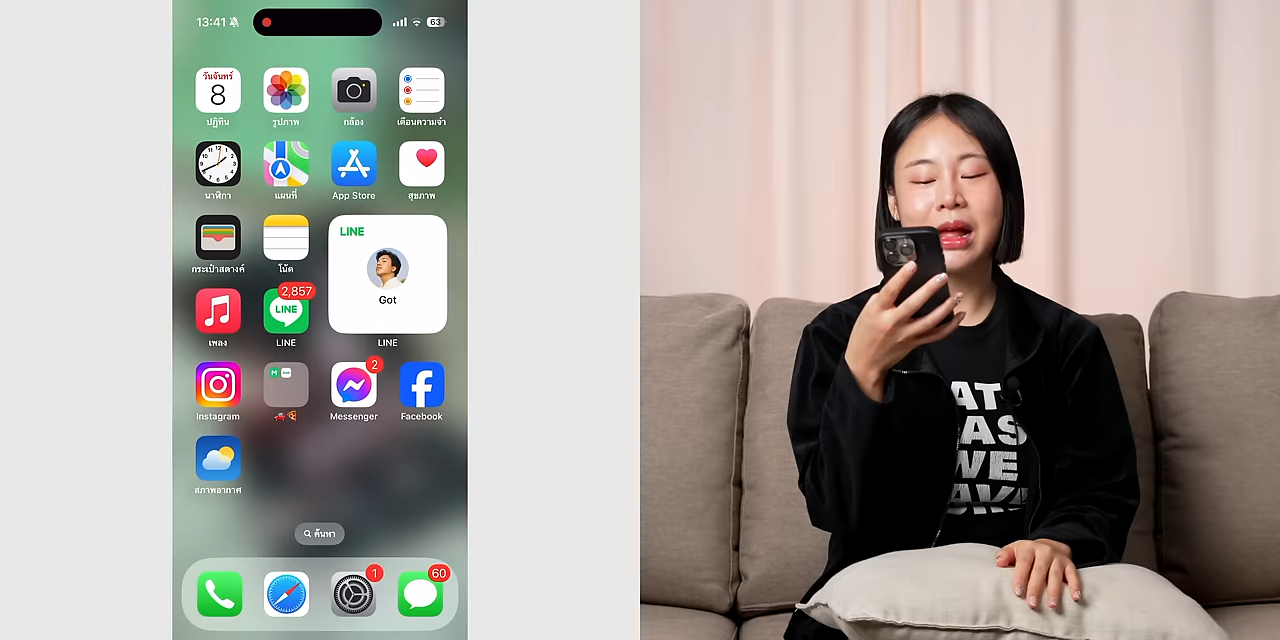 13:41
63
วันจันทร์
8
ปฏิทิน
รูปภาพ
กล้อง
เตือนความจำ
นาฬิกา
แผนที่
App Store
สุขภาพ
กระเป๋าสตางค์
โน้ต
LINE
Got
LINE
เพลง
2,857
LINE
LINE
Instagram
2
Messenger
Facebook
สภาพอากาศ
ค้นหา
1
60
AT
AS
WE